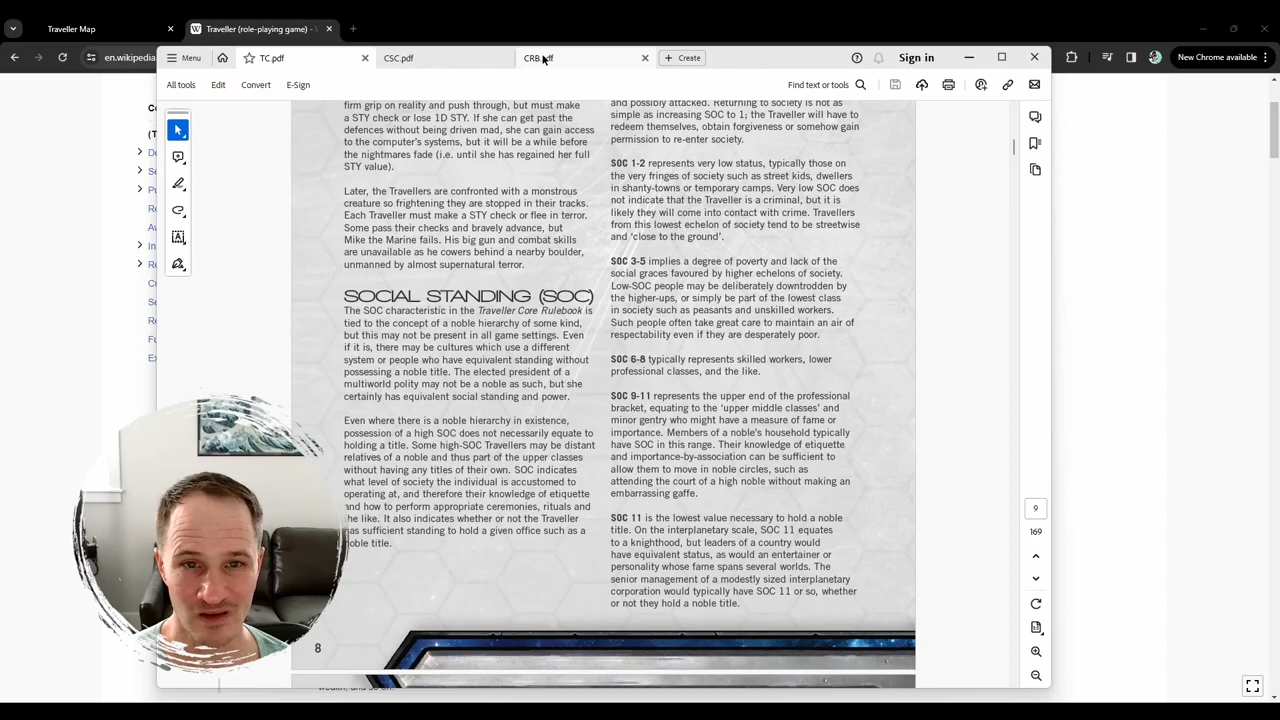 Traveller Map
Traveller (role-playing game) -
en.wikipedia
New Chrome available
Menu
TC.pdf
CSC.pdf
CRB.pdf
Create
Sign in
All tools
Edit
Convert
E-Sign
Find text or tools
firm grip on reality and push through, but must make
a STY check or lose 1D STY. If she can get past the
defences without being driven mad, she can gain access
to the computer's systems, but it will be a while before
the nightmares fade (i.e. until she has regained her full
STY value).
Later, the Travellers are confronted with a monstrous
creature so frightening they are stopped in their tracks.
Each Traveller must make a STY check or flee in terror.
Some pass their checks and bravely advance, but
Mike the Marine fails. His big gun and combat skills
are unavailable as he cowers behind a nearby boulder,
unmanned by almost supernatural terror.
SOCIAL STANDING (SOC)
The SOC characteristic in the Traveller Core Rulebook is
tied to the concept of a noble hierarchy of some kind,
but this may not be present in all game settings. Even
if it is, there may be cultures which use a different
system or people who have equivalent standing without
possessing a noble title. The elected president of a
multiworld polity may not be a noble as such, but she
certainly has equivalent social standing and power.
Even where there is a noble hierarchy in existence,
possession of a high SOC does not necessarily equate to
holding a title. Some high-SOC Travellers may be distant
relatives of a noble and thus part of the upper classes
without having any titles of their own. SOC indicates
what level of society the individual is accustomed to
operating at, and therefore their knowledge of etiquette
and how to perform appropriate ceremonies, rituals and
the like. It also indicates whether or not the Traveller
has sufficient standing to hold a given office such as a
noble title.
8
and possibly attacked. Returning to society is not as
simple as increasing SOC to 1; the Traveller will have to
redeem themselves, obtain forgiveness or somehow gain
permission to re-enter society.
SOC 1-2 represents very low status, typically those on
the very fringes of society such as street kids, dwellers
in shanty-towns or temporary camps. Very low SOC does
not indicate that the Traveller is a criminal, but it is
likely they will come into contact with crime. Travellers
from this lowest echelon of society tend to be streetwise
and 'close to the ground'.
SOC 3-5 implies a degree of poverty and lack of the
social graces favoured by higher echelons of society.
Low-SOC people may be deliberately downtrodden by
the higher-ups, or simply be part of the lowest class
in society such as peasants and unskilled workers.
Such people often take great care to maintain an air of
respectability even if they are desperately poor.
SOC 6-8 typically represents skilled workers, lower
professional classes, and the like.
SOC 9-11 represents the upper end of the professional
bracket, equating to the 'upper middle classes' and
minor gentry who might have a measure of fame or
importance. Members of a noble's household typically
have SOC in this range. Their knowledge of etiquette
and importance-by-association can be sufficient to
allow them to move in noble circles, such as
attending the court of a high noble without making an
embarrassing gaffe.
SOC 11 is the lowest value necessary to hold a noble
title. On the interplanetary scale, SOC 11 equates
to a knighthood, but leaders of a country would
have equivalent status, as would an entertainer or
personality whose fame spans several worlds. The
senior management of a modestly sized interplanetary
corporation would typically have SOC 11 or so, whether
or not they hold a noble title.
9
169